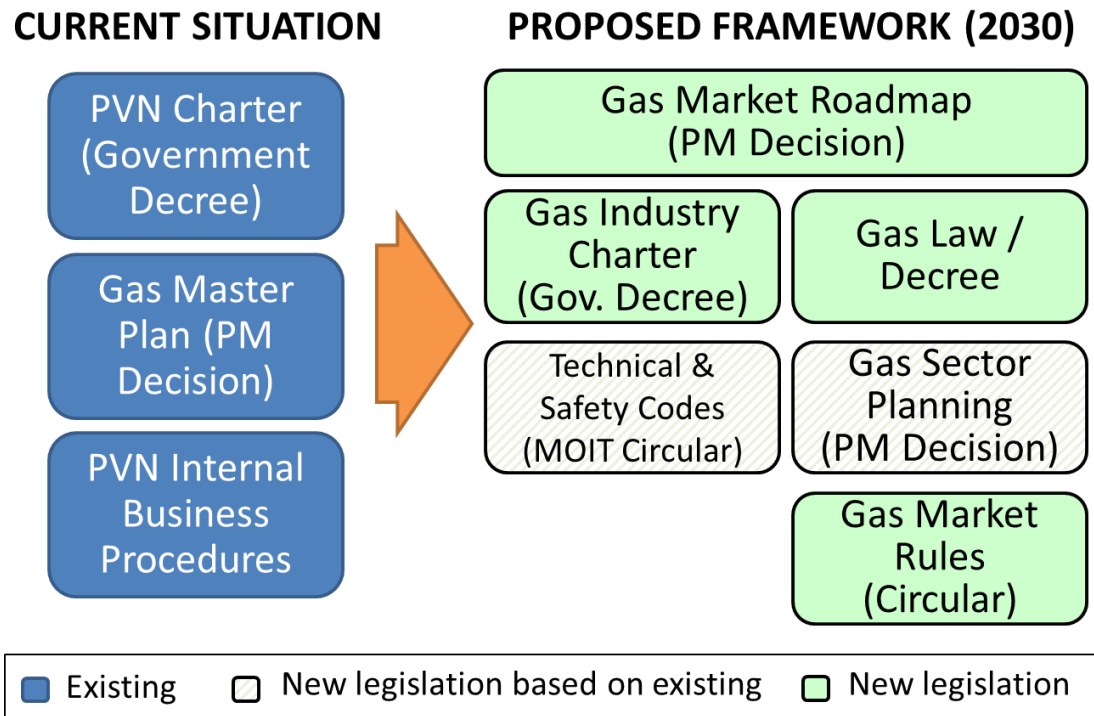 CURRENT SITUATION
PVN Charter
(Government
Decree)
Gas Master
Plan (PM
Decision)
PVN Internal
Business
Procedures
PROPOSED FRAMEWORK (2030)
Gas Market Roadmap
(PM Decision)
Gas Industry
Charter
(Gov. Decree)
Gas Law /
Decree
Technical &
Safety Codes
(MOIT Circular)
Gas Sector
Planning
(PM Decision)
Gas Market
Rules
(Circular)
Existing
New legislation based on existing
New legislation